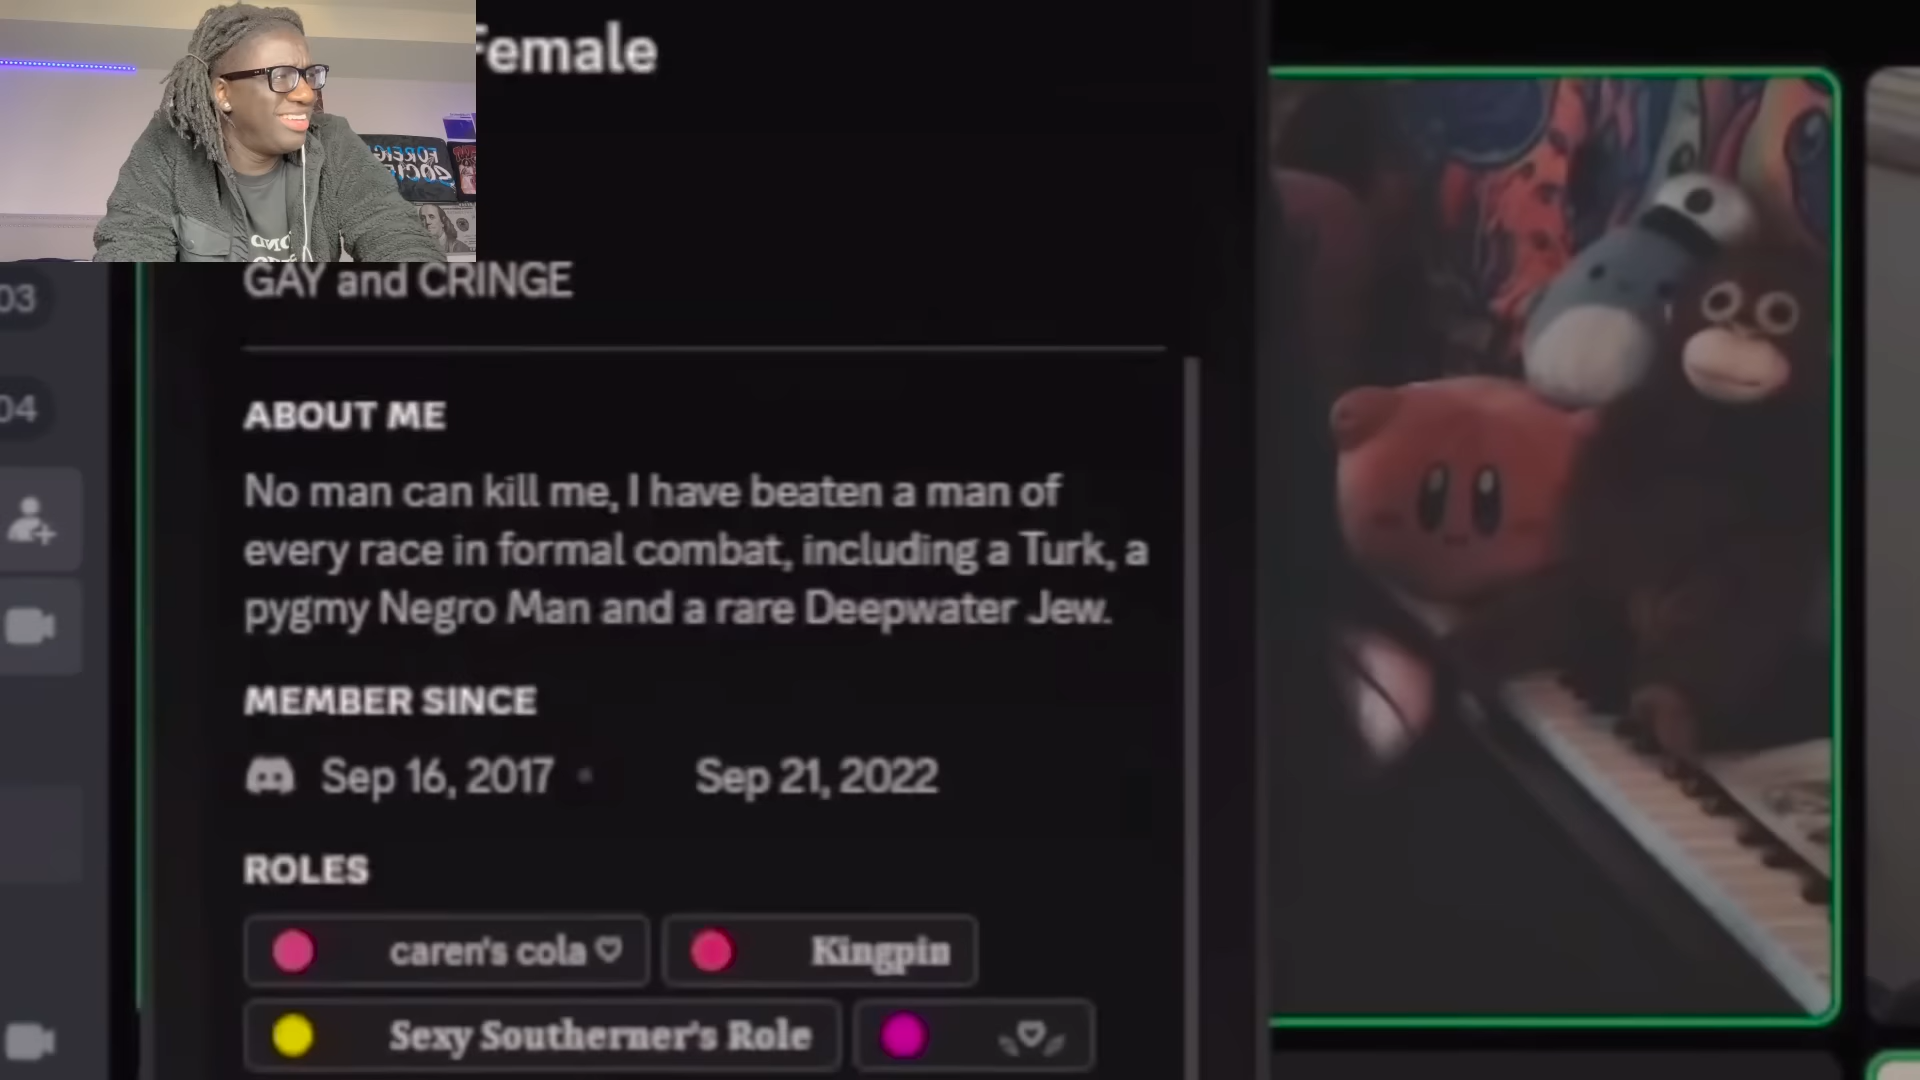 Female
GAY and CRINGE
03
04
ABOUT ME
No man can kill me, I have beaten a man of
every race in formal combat, including a Turk, a
pygmy Negro Man and a rare Deepwater Jew.
MEMBER SINCE
Sep 16, 2017 • Sep 21, 2022
ROLES
caren's cola ♡ Kingpin
Sexy Southerner's Role